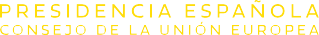 PRESIDENCIA ESPAÑOLA
CONSEJO DE LA UNIÓN EUROPEA